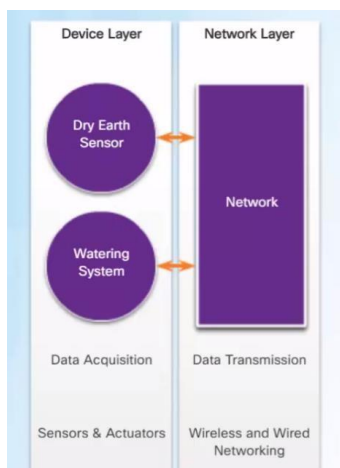 Device Layer
Network Layer
Dry Earth
Sensor
Network
Watering
System
Data Acquisition
Data Transmission
Sensors & Actuators
Wireless and Wired
Networking